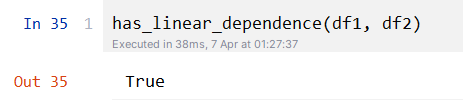 In 35 1 has_linear_dependence(df1, df2)
Executed in 38ms, 7 Apr at 01:27:37
Out 35 True